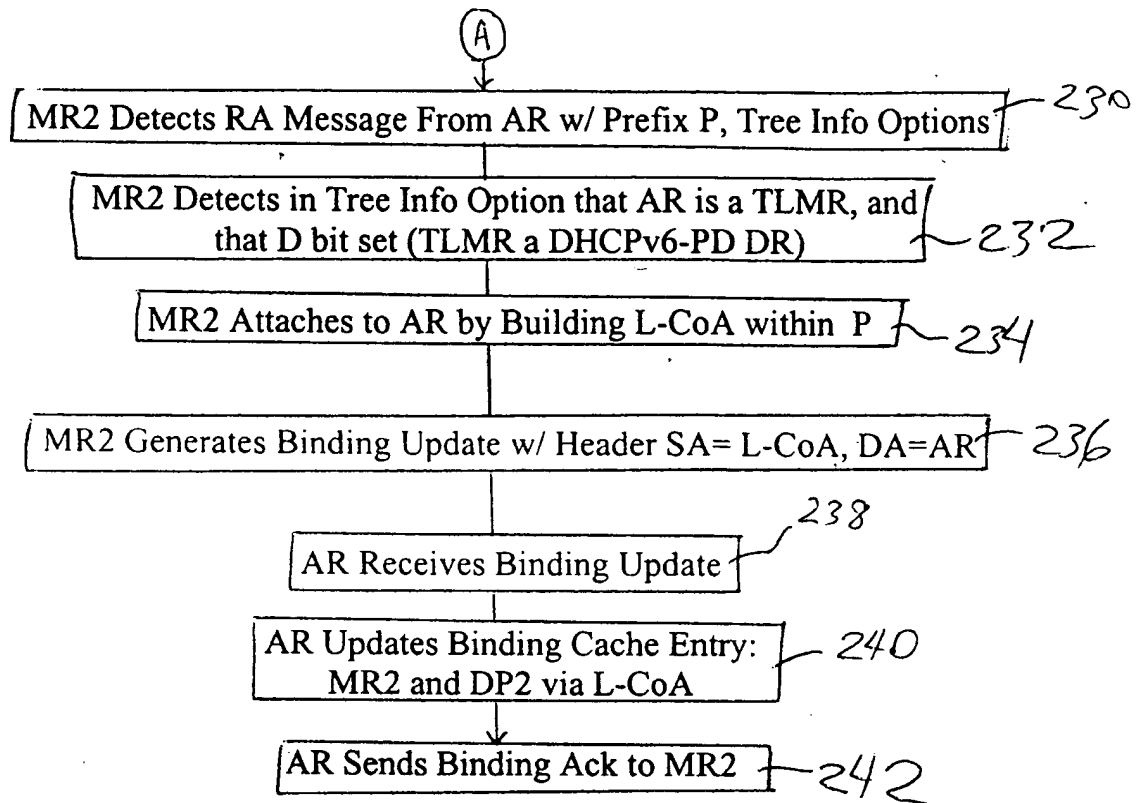 A
MR2 Detects RA Message From AR w/ Prefix P, Tree Info Options 230
MR2 Detects in Tree Info Option that AR is a TLMR, and
that D bit set (TLMR a DHCPv6-PD DR) 232
MR2 Attaches to AR by Building L-CoA within P 234
MR2 Generates Binding Update w/ Header SA= L-CoA, DA=AR 236
238
AR Receives Binding Update
AR Updates Binding Cache Entry: 240
MR2 and DP2 via L-CoA
AR Sends Binding Ack to MR2 242